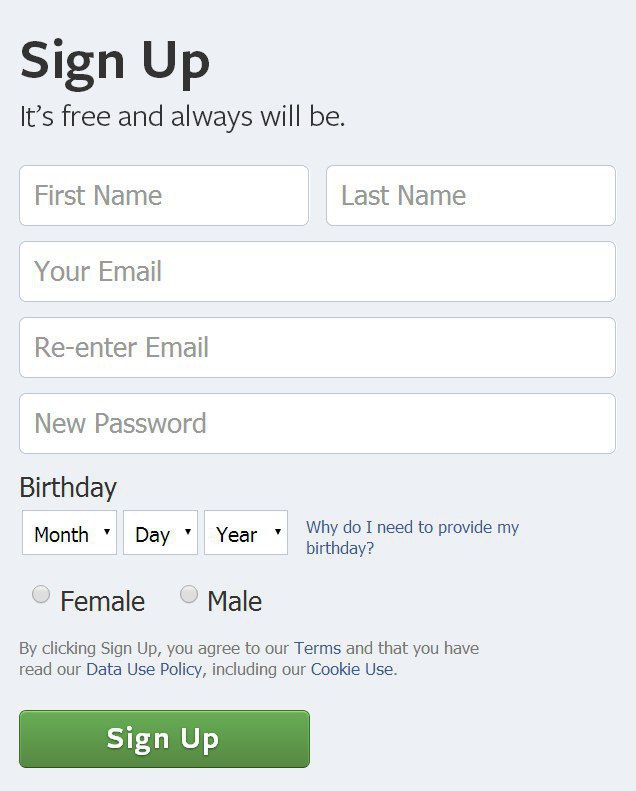 Sign Up
It's free and always will be.
First Name Last Name
Your Email
Re-enter Email
New Password
Birthday
Month Day Year Why do I need to provide my
birthday?
Female Male
By clicking Sign Up, you agree to our Terms and that you have
read our Data Use Policy, including our Cookie Use.
Sign Up